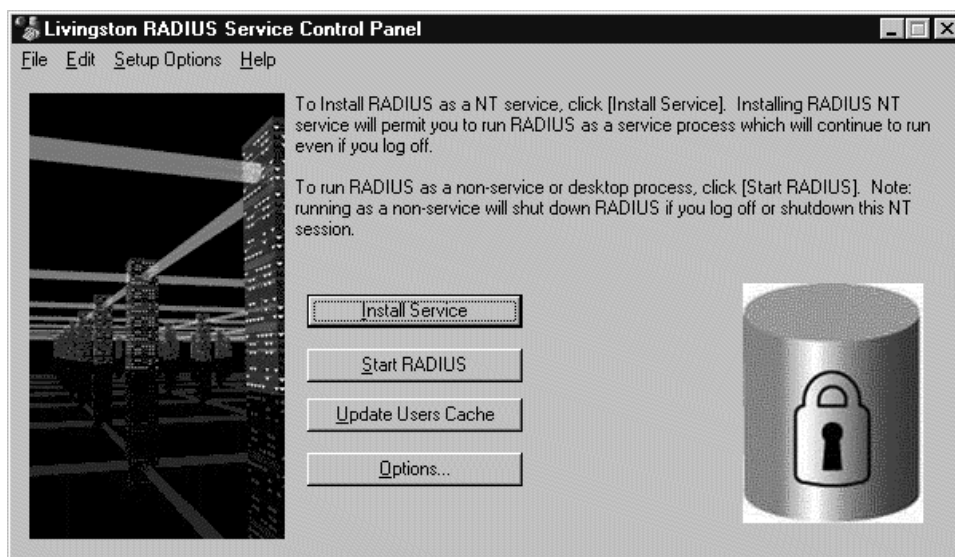 Livingston RADIUS Service Control Panel
File Edit Setup Options Help
To Install RADIUS as a NT service, click [Install Service]. Installing RADIUS NT
service will permit you to run RADIUS as a service process which will continue to run
even if you log off.
To run RADIUS as a non-service or desktop process, click [Start RADIUS]. Note:
running as a non-service will shut down RADIUS if you log off or shutdown this NT
session.
Install Service
Start RADIUS
Update Users Cache
Options...